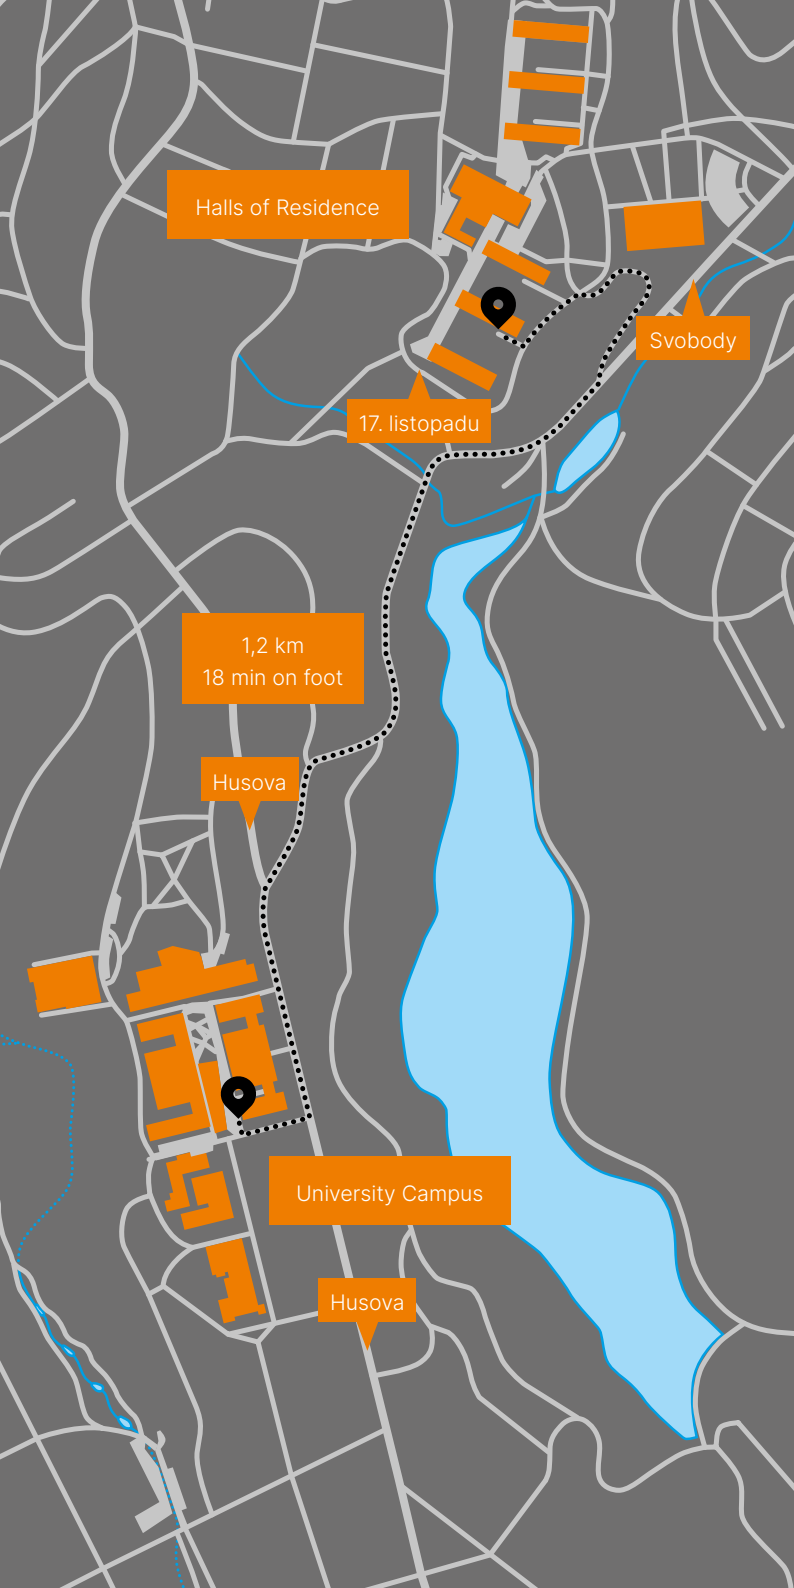 Halls of Residence
Svobody
17. listopadu
1,2 km
18 min on foot
Husova
University Campus
Husova